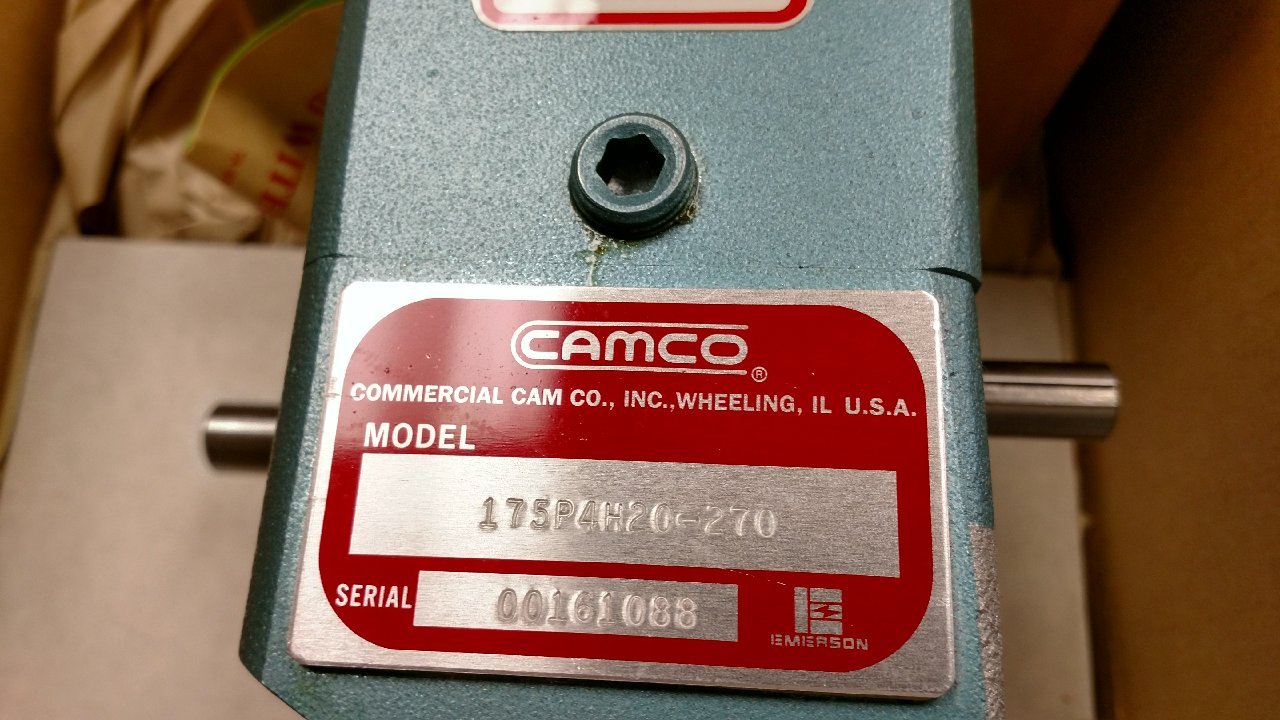 CAMCO ®
COMMERCIAL CAM CO., INC., WHEELING, IL U.S.A.
MODEL
175P4H20-270
SERIAL 00161088
EMERSON